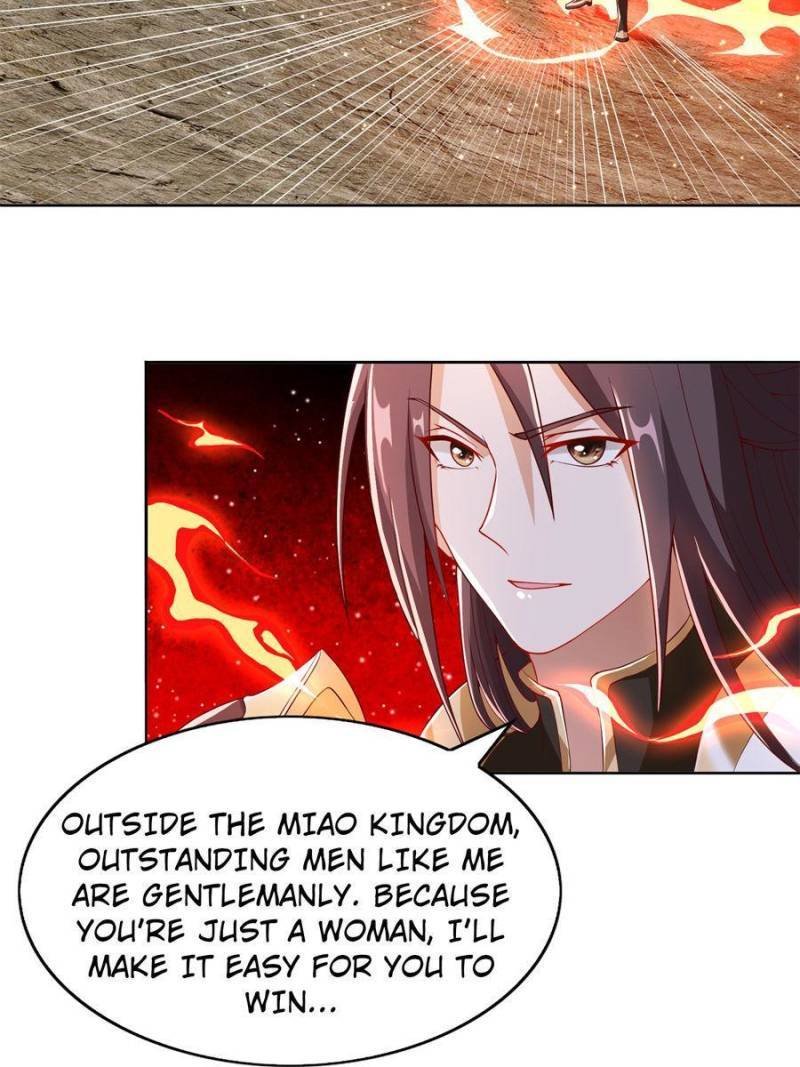 OUTSIDE THE MIAO KINGDOM,
OUTSTANDING MEN LIKE ME
ARE GENTLEMANLY. BECAUSE
YOU'RE JUST A WOMAN, I'LL
MAKE IT EASY FOR YOU TO
WIN...